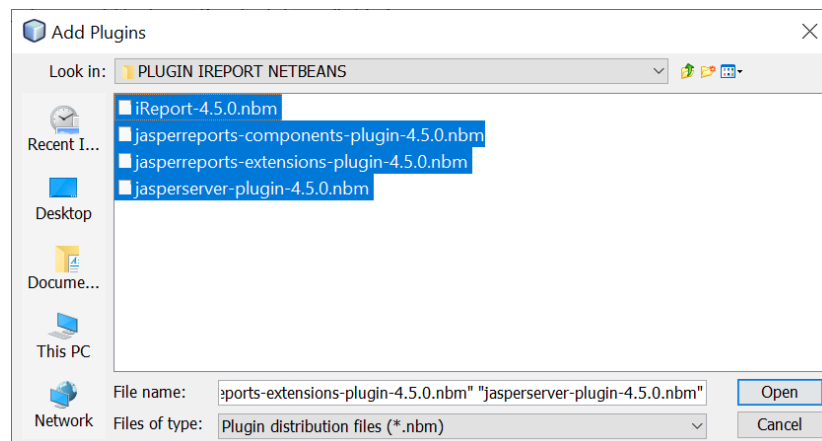 Add Plugins
Look in: PLUGIN IREPORT NETBEANS
iReport-4.5.0.nbm
jasperreports-components-plugin-4.5.0.nbm
jasperreports-extensions-plugin-4.5.0.nbm
jasperserver-plugin-4.5.0.nbm
Recent I...
Desktop
Docume...
This PC
Network
File name: ports-extensions-plugin-4.5.0.nbm" "jasperserver-plugin-4.5.0.nbm"
Open
Files of type: Plugin distribution files (*.nbm)
Cancel